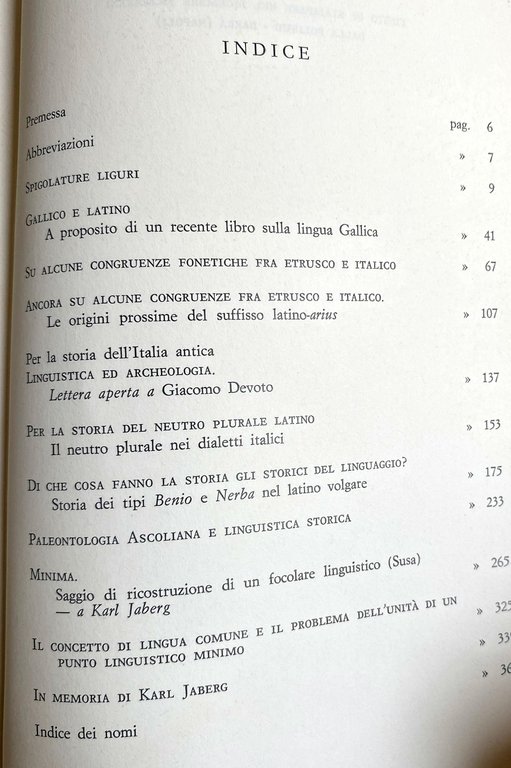 INDICE
Premessa pag. 6
Abbreviazioni » 7
SPIGOLATURE LIGURI » 9
GALLICO E LATINO
A proposito di un recente libro sulla lingua Gallica » 41
SU ALCUNE CONGRUENZE FONETICHE FRA ETRUSCO E ITALICO » 67
ANCORA SU ALCUNE CONGRUENZE FRA ETRUSCO E ITALICO.
Le origini prossime del suffisso latino-arius » 107
Per la storia dell'Italia antica
LINGUISTICA ED ARCHEOLOGIA.
Lettera aperta a Giacomo Devoto » 137
PER LA STORIA DEL NEUTRO PLURALE LATINO
Il neutro plurale nei dialetti italici » 153
DI CHE COSA FANNO LA STORIA GLI STORICI DEL LINGUAGGIO?
Storia dei tipi Benio e Nerba nel latino volgare » 175
PALEONTOLOGIA ASCOLIANA E LINGUISTICA STORICA » 233
MINIMA.
Saggio di ricostruzione di un focolare linguistico (Susa)
— a Karl Jaberg » 265
IL CONCETTO DI LINGUA COMUNE E IL PROBLEMA DELL'UNITÀ DI UN
PUNTO LINGUISTICO MINIMO » 325
IN MEMORIA DI KARL JABERG »
Indice dei nomi »